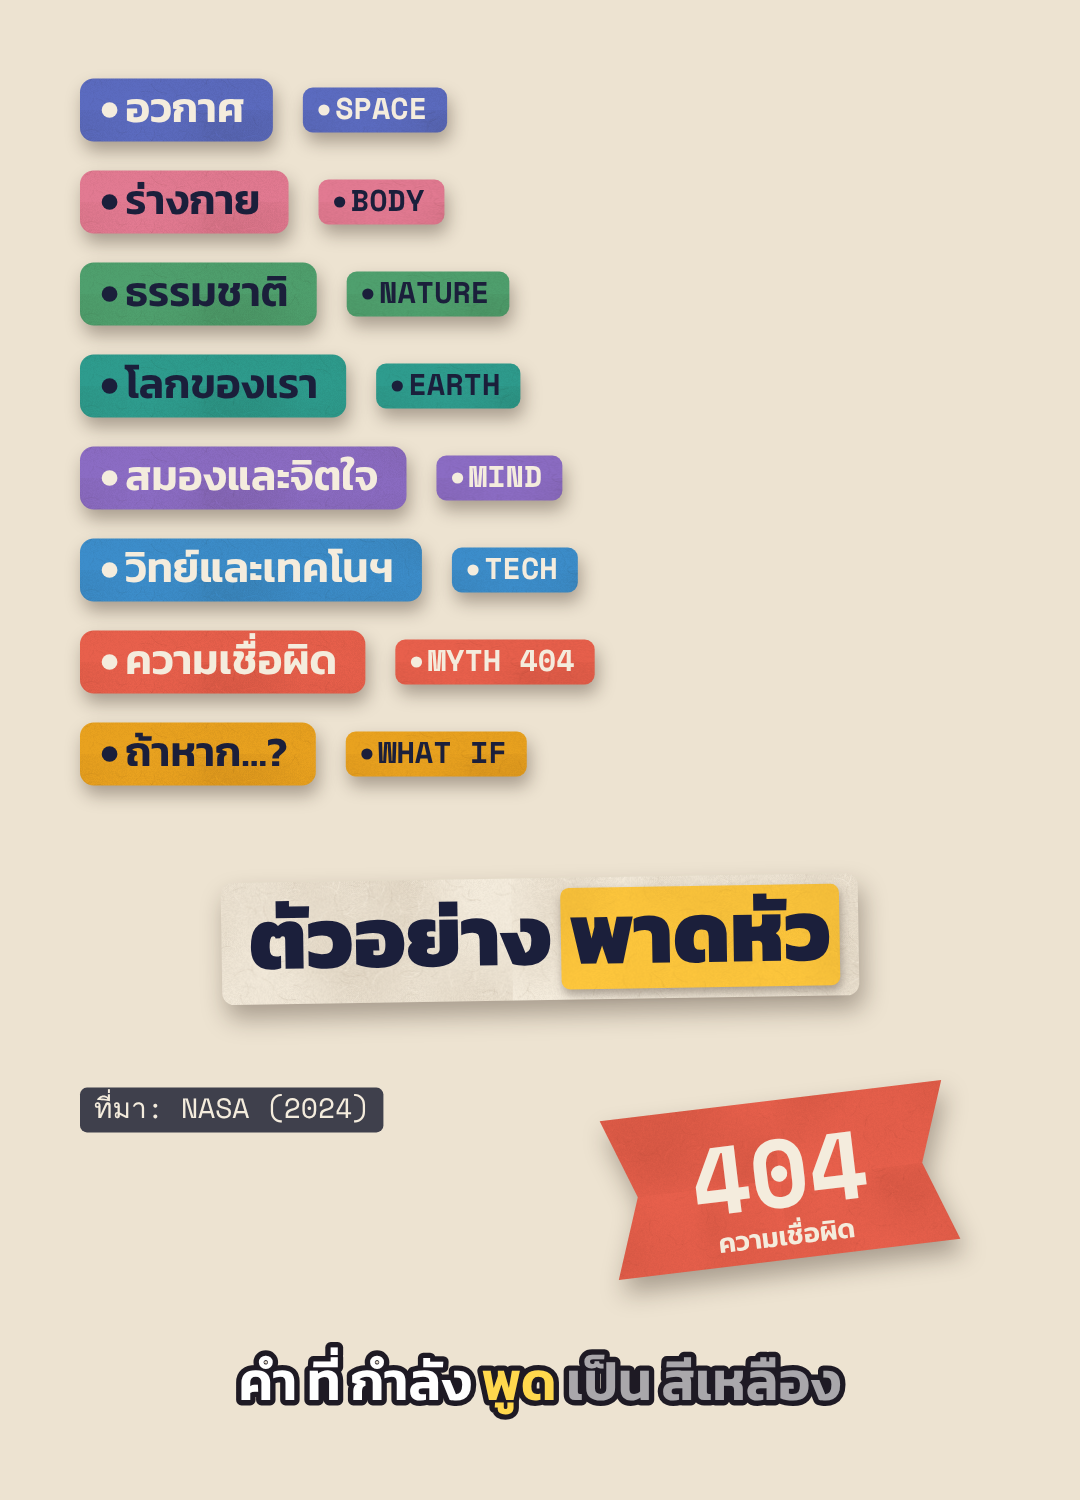 อวกาศ SPACE
ร่างกาย BODY
ธรรมชาติ NATURE
โลกของเรา EARTH
สมองและจิตใจ MIND
วิทย์และเทคโนฯ TECH
ความเชื่อผิด MYTH 404
ถ้าหาก...? WHAT IF
ตัวอย่าง พาดหัว
ที่มา: NASA (2024)
404
ความเชื่อผิด
คำ ที่ กำลัง พูด เป็น สีเหลือง